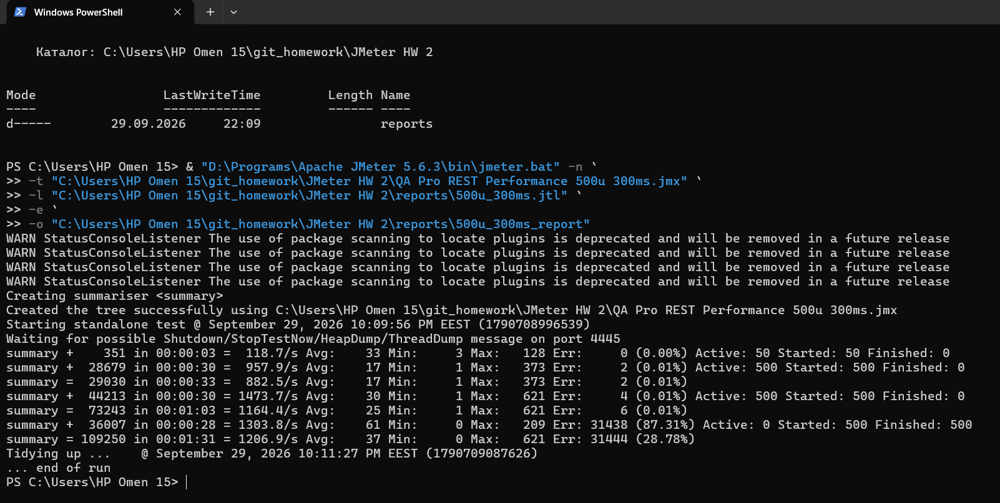 Windows PowerShell
Каталог: C:\Users\HP Omen 15\git_homework\JMeter HW 2
Mode LastWriteTime Length Name
---- ------------- ------ ----
d----- 29.09.2026 22:09 reports
PS C:\Users\HP Omen 15> & "D:\Programs\Apache JMeter 5.6.3\bin\jmeter.bat" -n `
>> -t "C:\Users\HP Omen 15\git_homework\JMeter HW 2\QA Pro REST Performance 500u 300ms.jmx" `
>> -l "C:\Users\HP Omen 15\git_homework\JMeter HW 2\reports\500u_300ms.jtl" `
>> -e `
>> -o "C:\Users\HP Omen 15\git_homework\JMeter HW 2\reports\500u_300ms_report"
WARN StatusConsoleListener The use of package scanning to locate plugins is deprecated and will be removed in a future release
WARN StatusConsoleListener The use of package scanning to locate plugins is deprecated and will be removed in a future release
WARN StatusConsoleListener The use of package scanning to locate plugins is deprecated and will be removed in a future release
WARN StatusConsoleListener The use of package scanning to locate plugins is deprecated and will be removed in a future release
Creating summariser <summary>
Created the tree successfully using C:\Users\HP Omen 15\git_homework\JMeter HW 2\QA Pro REST Performance 500u 300ms.jmx
Starting standalone test @ September 29, 2026 10:09:56 PM EEST (1790708996539)
Waiting for possible Shutdown/StopTestNow/HeapDump/ThreadDump message on port 4445
summary +    351 in 00:00:03 =  118.7/s Avg:    33 Min:     3 Max:   128 Err:     0 (0.00%) Active: 50 Started: 50 Finished: 0
summary +  28679 in 00:00:30 =  957.9/s Avg:    17 Min:     1 Max:   373 Err:     2 (0.01%) Active: 500 Started: 500 Finished: 0
summary =  29030 in 00:00:33 =  882.5/s Avg:    17 Min:     1 Max:   373 Err:     2 (0.01%)
summary +  44213 in 00:00:30 = 1473.7/s Avg:    30 Min:     1 Max:   621 Err:     4 (0.01%) Active: 500 Started: 500 Finished: 0
summary =  73243 in 00:01:03 = 1164.4/s Avg:    25 Min:     1 Max:   621 Err:     6 (0.01%)
summary +  36007 in 00:00:28 = 1303.8/s Avg:    61 Min:     0 Max:   209 Err: 31438 (87.31%) Active: 0 Started: 500 Finished: 500
summary = 109250 in 00:01:31 = 1206.9/s Avg:    37 Min:     0 Max:   621 Err: 31444 (28.78%)
Tidying up ...    @ September 29, 2026 10:11:27 PM EEST (1790709087626)
... end of run
PS C:\Users\HP Omen 15>